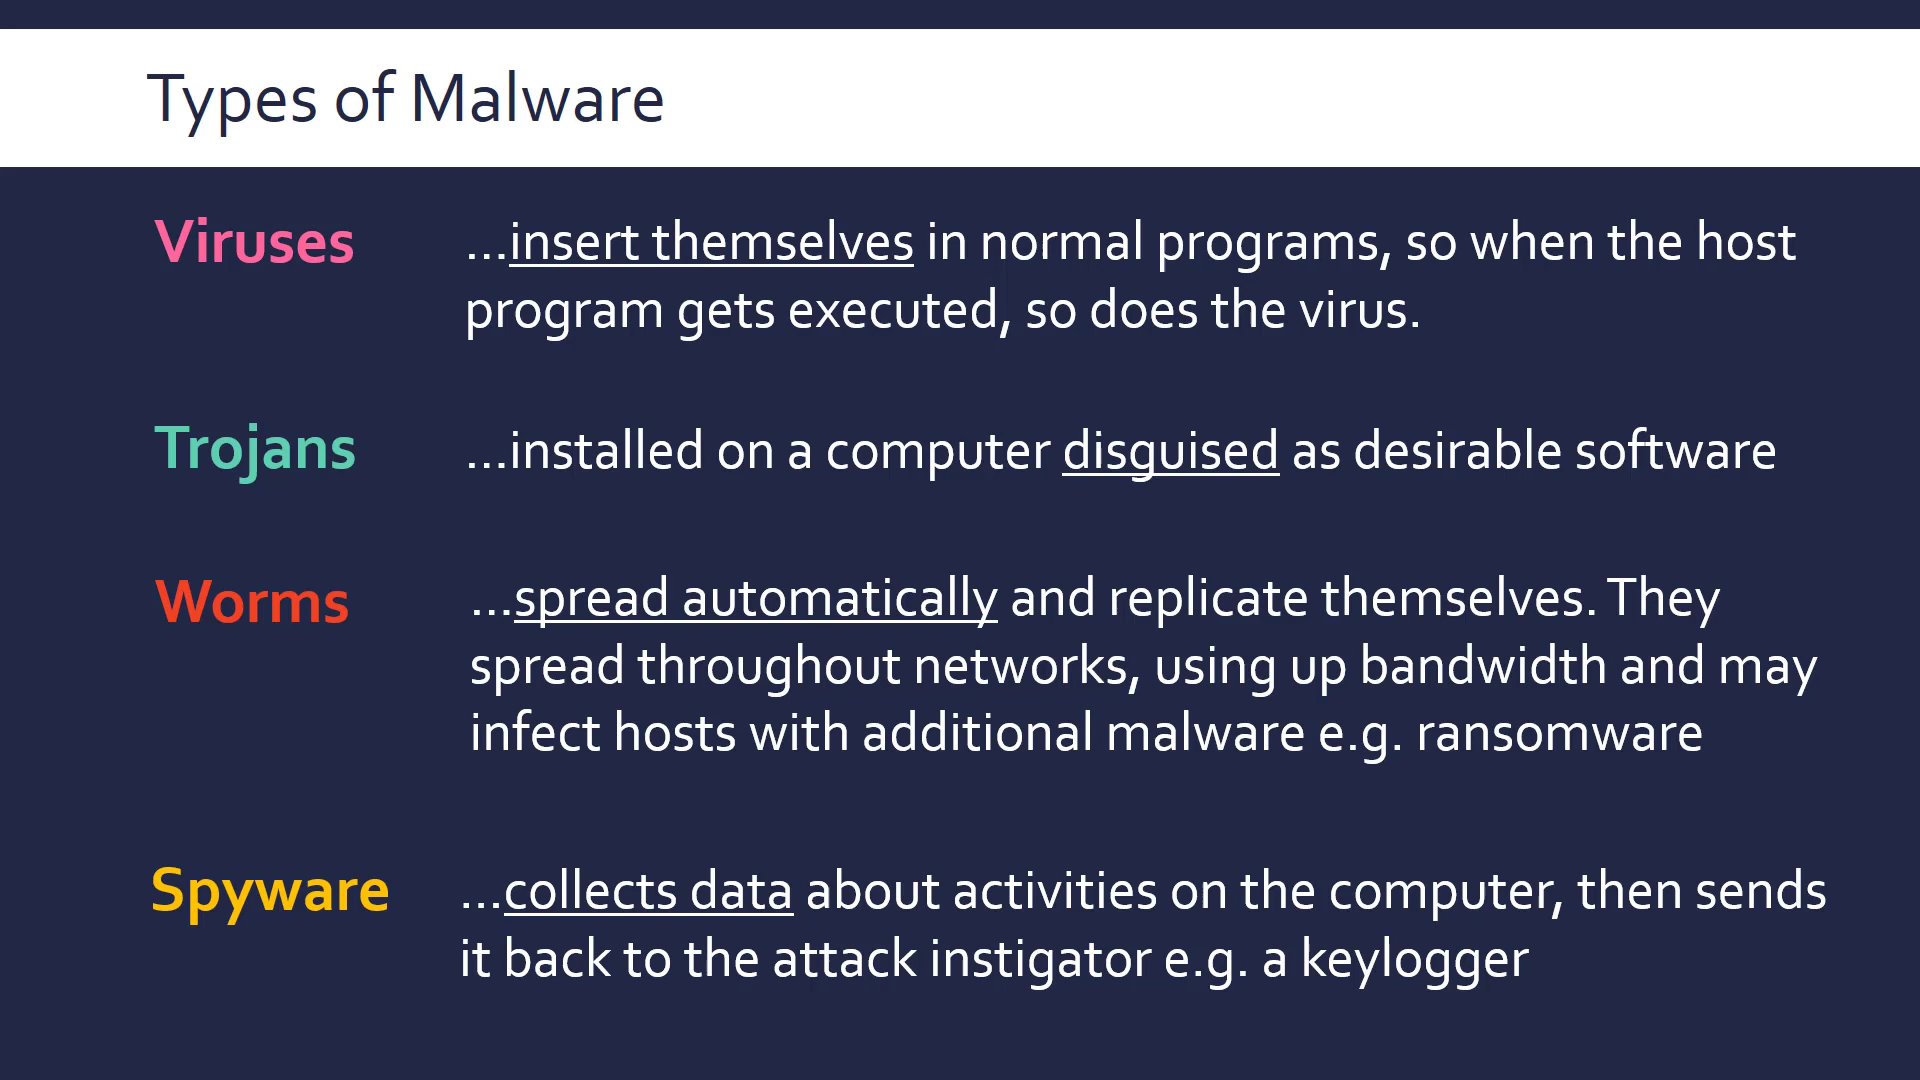 Types of Malware
Viruses
...insert themselves in normal programs, so when the host
program gets executed, so does the virus.
Trojans
...installed on a computer disguised as desirable software
Worms
...spread automatically and replicate themselves. They
spread throughout networks, using up bandwidth and may
infect hosts with additional malware e.g. ransomware
Spyware
...collects data about activities on the computer, then sends
it back to the attack instigator e.g. a keylogger